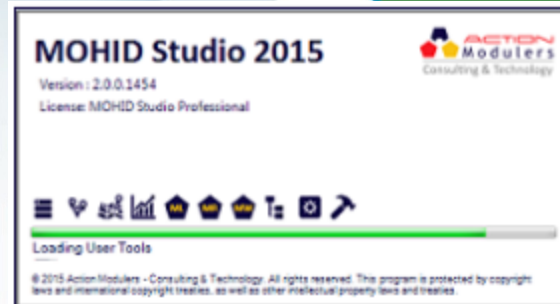 MOHID Studio 2015
ACTION
Modulers
Consulting & Technology
Version : 2.0.0.1454
License: MOHID Studio Professional
Loading User Tools
© 2015 Action Modulers - Consulting & Technology. All rights reserved. This program is protected by copyright
laws and international copyright treaties, as well as other intellectual property laws and treaties.